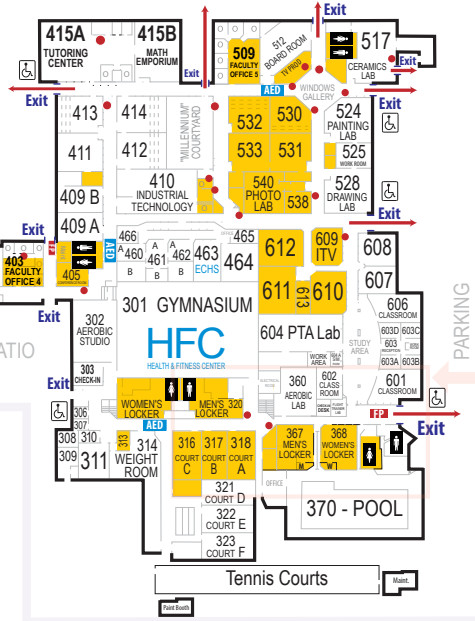 Exit
415A
TUTORING
CENTER
415B
MATH
EMPORIUM
Exit
509
FACULTY
OFFICE 5
512
BOARD ROOM
TV PROD
AED
517
CERAMICS
LAB
Exit
WINDOWS
GALLERY
Exit
Exit
413
414
"MILLENNIUM"
COURTYARD
532
530
524
PAINTING
LAB
411
412
533
531
525
WORK ROOM
410
INDUSTRIAL
TECHNOLOGY
409 B
540
PHOTO
LAB
538
528
DRAWING
LAB
409 A
Exit
Exit
FP
403
FACULTY
OFFICE 4
405
AED
466
A
460
B
461
A
B
A
462
B
463
ECHS
465
464
612
609
ITV
608
Exit
611
613
610
607
301 GYMNASIUM
302
AEROBIC
STUDIO
HFC
HEALTH & FITNESS CENTER
604 PTA Lab
STUDY
AREA
606
CLASSROOM
603D
603C
603
603A
603B
WORK
AREA
PARKING
ATIO
303
CHECK-IN
Exit
360
AEROBIC
LAB
602
CLASS
ROOM
601
CLASSROOM
WOMEN'S
LOCKER
MEN'S 320
LOCKER
AED
FP
Exit
306
307
308
309
310
311
313
314
WEIGHT
ROOM
316
COURT
C
317
COURT
B
318
COURT
A
367
MEN'S
LOCKER
M
368
WOMEN'S
LOCKER
W
OFFICE
321
COURT D
322
COURT E
323
COURT F
370 - POOL
Tennis Courts
Maint.
Paint Booth